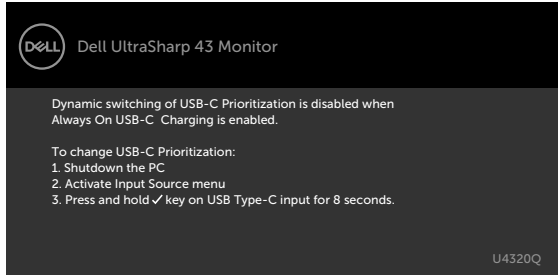 DELL
Dell UltraSharp 43 Monitor
Dynamic switching of USB-C Prioritization is disabled when
Always On USB-C Charging is enabled.
To change USB-C Prioritization:
1. Shutdown the PC
2. Activate Input Source menu
3. Press and hold ✓ key on USB Type-C input for 8 seconds.
U4320Q